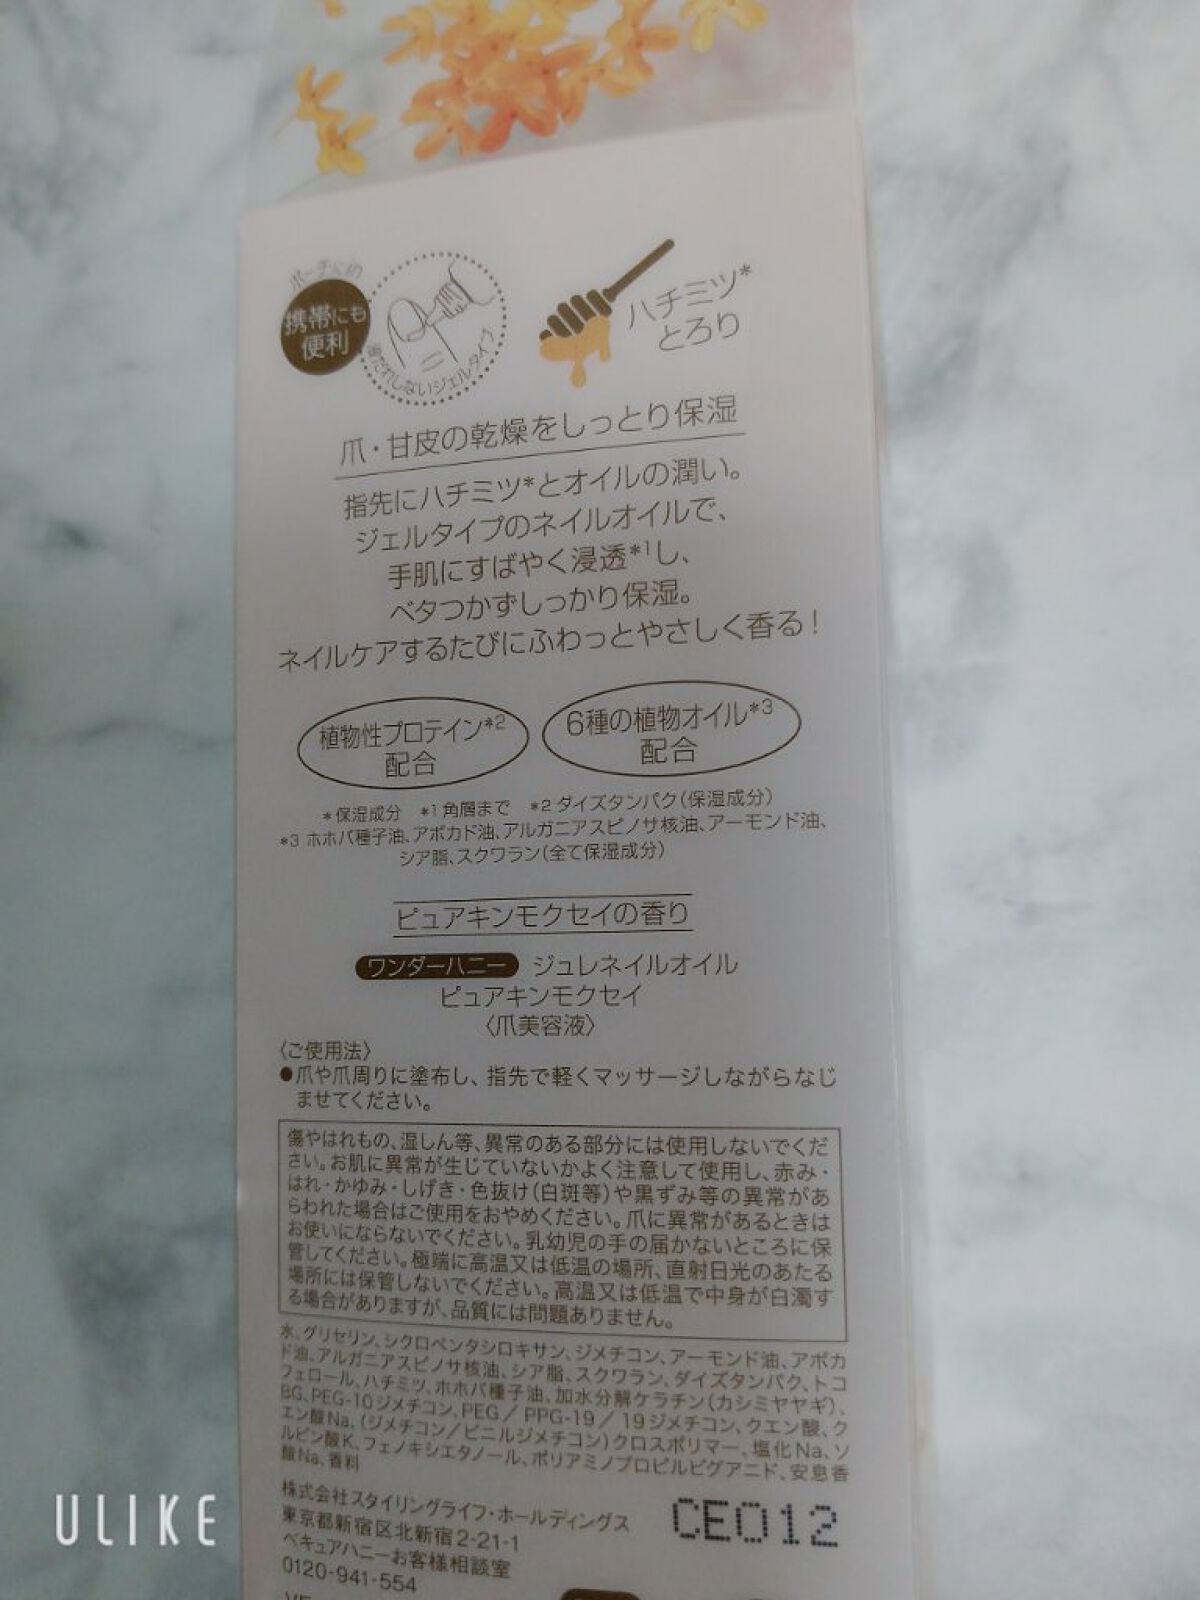 ポーチに
携帯にも
便利
液だれしないジェルタイプ
ハチミツ*
とろり
爪・甘皮の乾燥をしっとり保湿
指先にハチミツ*とオイルの潤い。
ジェルタイプのネイルオイルで、
手肌にすばやく浸透*1し、
ベタつかずしっかり保湿。
ネイルケアするたびにふわっとやさしく香る!
植物性プロテイン*2
配合
6種の植物オイル*3
配合
*保湿成分 *1角層まで *2ダイズタンパク(保湿成分)
*3 ホホバ種子油、アボカド油、アルガニアスピノサ核油、アーモンド油、
シア脂、スクワラン(全て保湿成分)
ピュアキンモクセイの香り
ワンダーハニー ジュレネイルオイル
ピュアキンモクセイ
〈爪美容液〉
〈ご使用法〉
●爪や爪周りに塗布し、指先で軽くマッサージしながらなじ
ませてください。
傷やはれもの、湿しん等、異常のある部分には使用しないでくだ
さい。お肌に異常が生じていないかよく注意して使用し、赤み・
はれ・かゆみ・しげき・色抜け(白斑等)や黒ずみ等の異常があ
らわれた場合はご使用をおやめください。爪に異常があるときは
お使いにならないでください。乳幼児の手の届かないところに保
管してください。極端に高温又は低温の場所、直射日光のあたる
場所には保管しないでください。高温又は低温で中身が白濁す
る場合がありますが、品質には問題ありません。
水、グリセリン、シクロペンタシロキサン、ジメチコン、アーモンド油、アボカ
ド油、アルガニアスピノサ核油、シア脂、スクワラン、ダイズタンパク、トコ
フェロール、ハチミツ、ホホバ種子油、加水分解ケラチン(カシミヤヤギ)、
BG、PEG-10ジメチコン、PEG/PPG-19/19ジメチコン、クエン酸、ク
エン酸Na、(ジメチコン/ビニルジメチコン)クロスポリマー、塩化Na、ソ
ルビン酸K、フェノキシエタノール、ポリアミノプロピルビグアニド、安息香
酸Na、香料
株式会社スタイリングライフ・ホールディングス
東京都新宿区北新宿2-21-1
ベキュアハニーお客様相談室
0120-941-554
CEO12
ULIKE